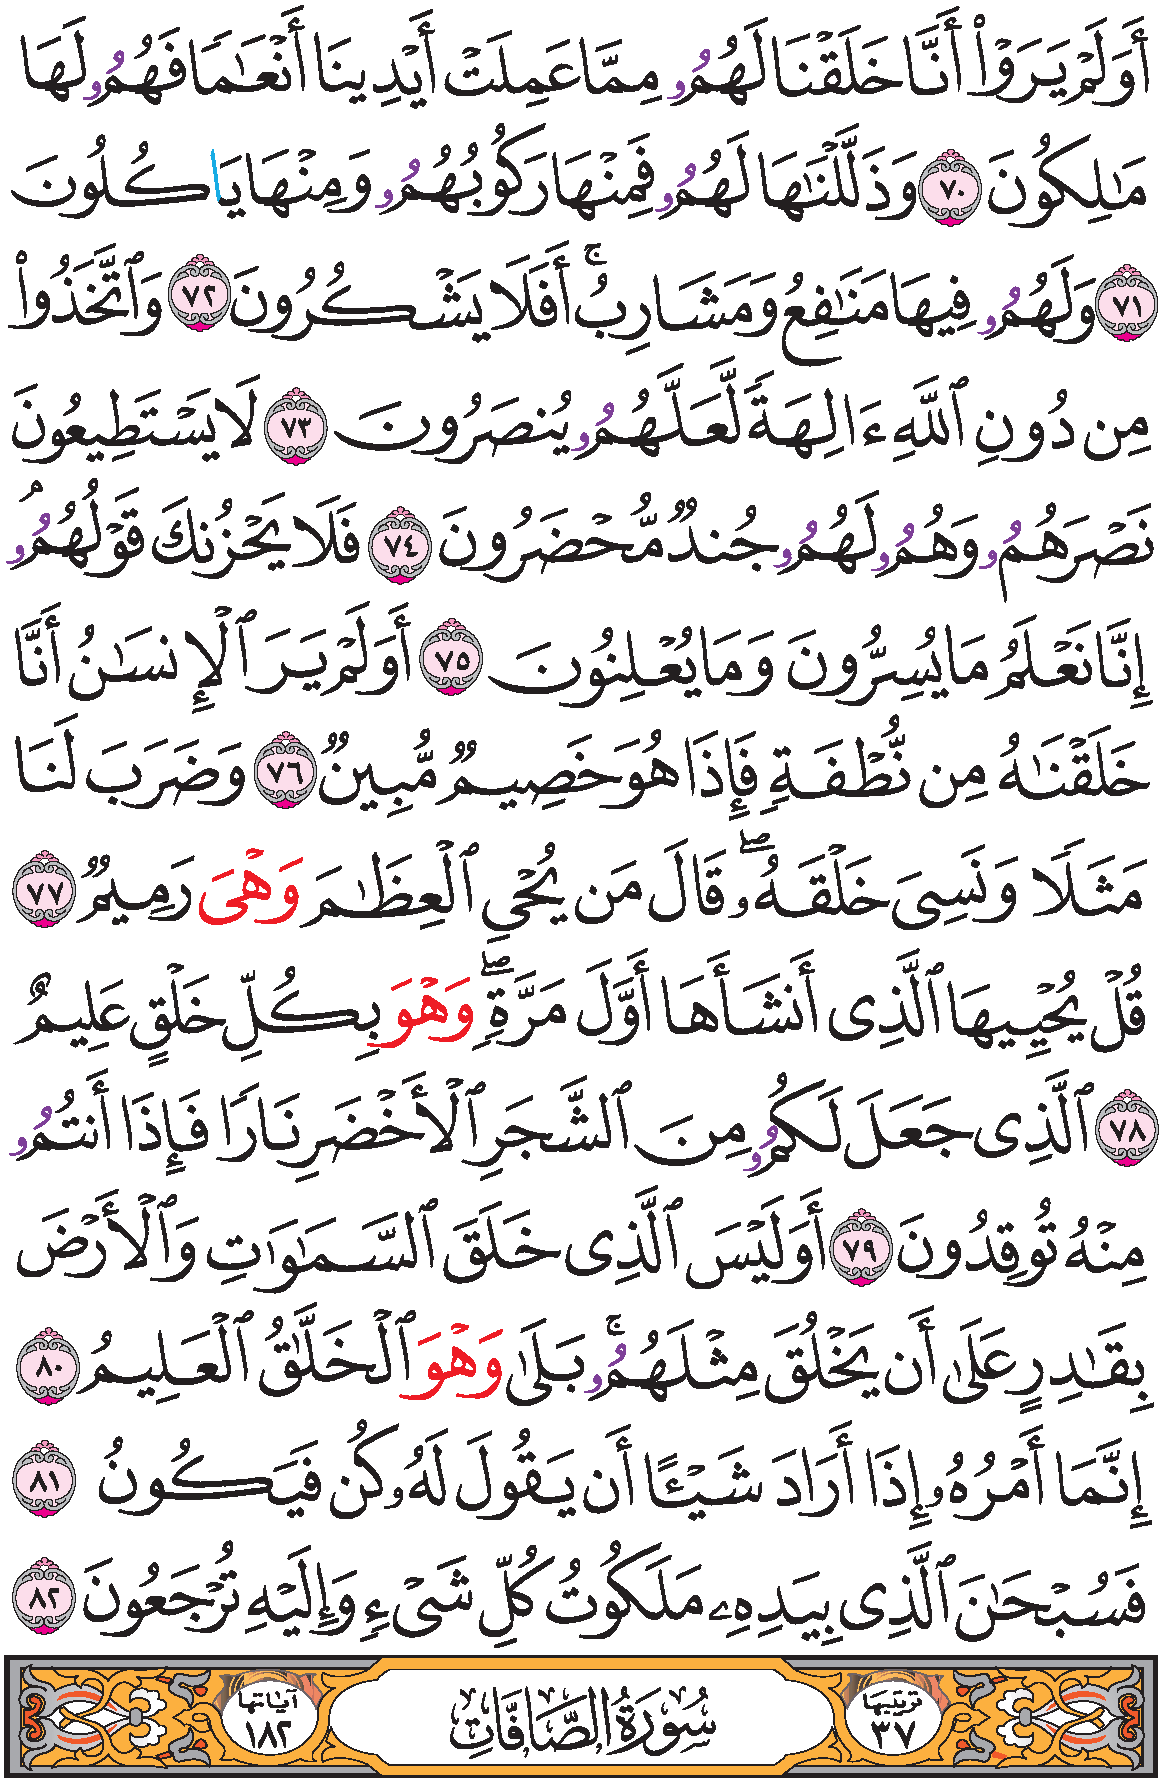 أَوَلَمْ يَرَوْا۟ أَنَّا خَلَقْنَا لَهُمُۥ مِمَّا عَمِلَتْ أَيْدِينَا أَنْعَٰمًا فَهُمُۥ لَهَا
مَٰلِكُونَ ٧٠ وَذَلَّلْنَٰهَا لَهُمُۥ فَمِنْهَا رَكُوبُهُمُۥ وَمِنْهَا يَاكُلُونَ
٧١ وَلَهُمُۥ فِيهَا مَنَٰفِعُ وَمَشَارِبُۚ أَفَلَا يَشْكُرُونَ ٧٢ وَٱتَّخَذُوا۟
مِن دُونِ ٱللَّهِ ءَالِهَةً لَّعَلَّهُمُۥ يُنصَرُونَ ٧٣ لَا يَسْتَطِيعُونَ
نَصْرَهُمُۥ وَهُمُۥ لَهُمُۥ جُندٌ مُّحْضَرُونَ ٧٤ فَلَا يَحْزُنكَ قَوْلُهُمُۥۘ
إِنَّا نَعْلَمُ مَا يُسِرُّونَ وَمَا يُعْلِنُونَ ٧٥ أَوَلَمْ يَرَ ٱلْإِنسَٰنُ أَنَّا
خَلَقْنَٰهُ مِن نُّطْفَةٍ فَإِذَا هُوَ خَصِيمٌ مُّبِينٌ ٧٦ وَضَرَبَ لَنَا
مَثَلًا وَنَسِىَ خَلْقَهُۥۖ قَالَ مَن يُحْىِ ٱلْعِظَٰمَ وَهْىَ رَمِيمٌ ٧٧
قُلْ يُحْيِيهَا ٱلَّذِى أَنشَأَهَا أَوَّلَ مَرَّةٍۖ وَهْوَ بِكُلِّ خَلْقٍ عَلِيمٌ
٧٨ ٱلَّذِى جَعَلَ لَكُمُۥ مِنَ ٱلشَّجَرِ ٱلْأَخْضَرِ نَارًا فَإِذَا أَنتُمُۥ
مِنْهُ تُوقِدُونَ ٧٩ أَوَلَيْسَ ٱلَّذِى خَلَقَ ٱلسَّمَٰوَٰتِ وَٱلْأَرْضَ
بِقَٰدِرٍ عَلَىٰ أَن يَخْلُقَ مِثْلَهُمُۥۚ بَلَىٰ وَهْوَ ٱلْخَلَّٰقُ ٱلْعَلِيمُ ٨٠
إِنَّمَا أَمْرُهُۥ إِذَا أَرَادَ شَيْـًٔا أَن يَقُولَ لَهُۥ كُن فَيَكُونُ ٨١
فَسُبْحَٰنَ ٱلَّذِى بِيَدِهِۦ مَلَكُوتُ كُلِّ شَىْءٍ وَإِلَيْهِ تُرْجَعُونَ ٨٢
ترتيبها ٣٧ سُورَةُ الصَّافَّاتِ آياتها ١٨٢